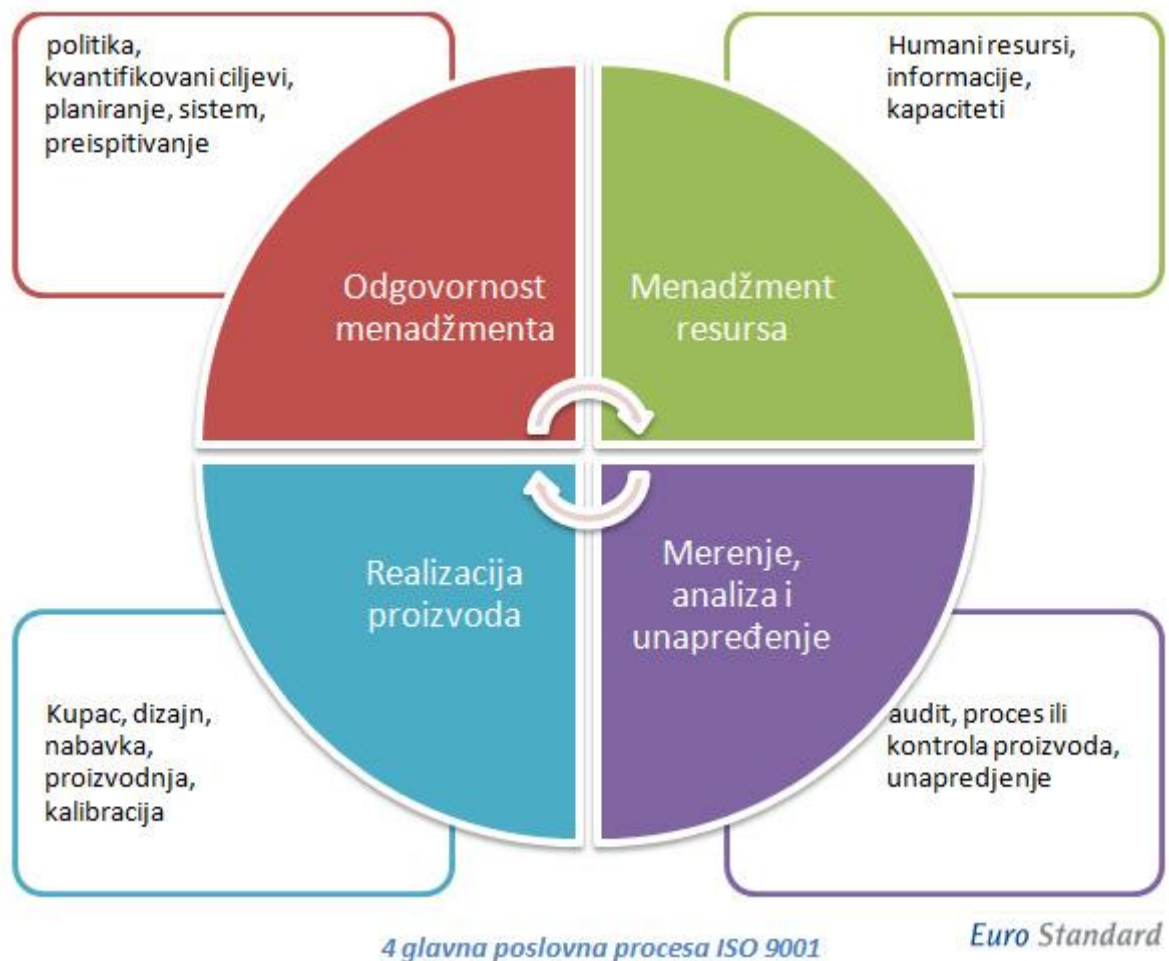 politika,
kvantifikovani ciljevi,
planiranje, sistem,
preispitivanje
Humani resursi,
informacije,
kapaciteti
Odgovornost
menadžmenta
Menadžment
resursa
Realizacija
proizvoda
Merenje,
analiza i
unapređenje
Kupac, dizajn,
nabavka,
proizvodnja,
kalibracija
audit, proces ili
kontrola proizvoda,
unapredjenje
4 glavna poslovna procesa ISO 9001
Euro Standard